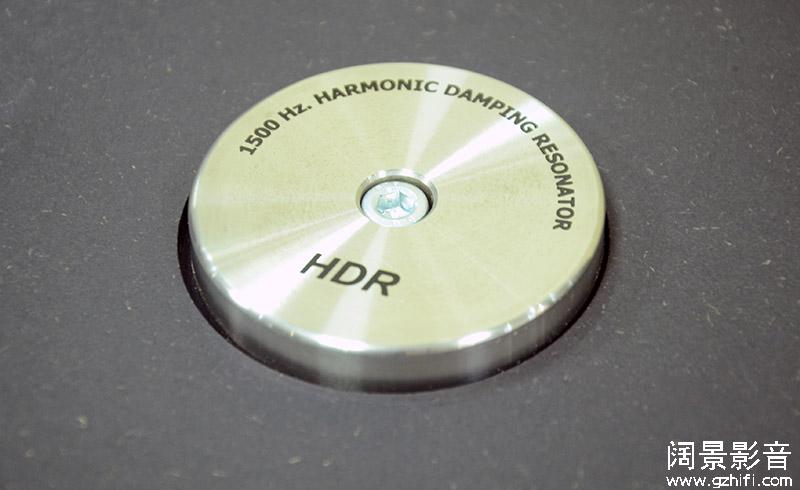 1500 Hz. HARMONIC DAMPING RESONATOR
HDR
阔景影音
www.gzhifi.com